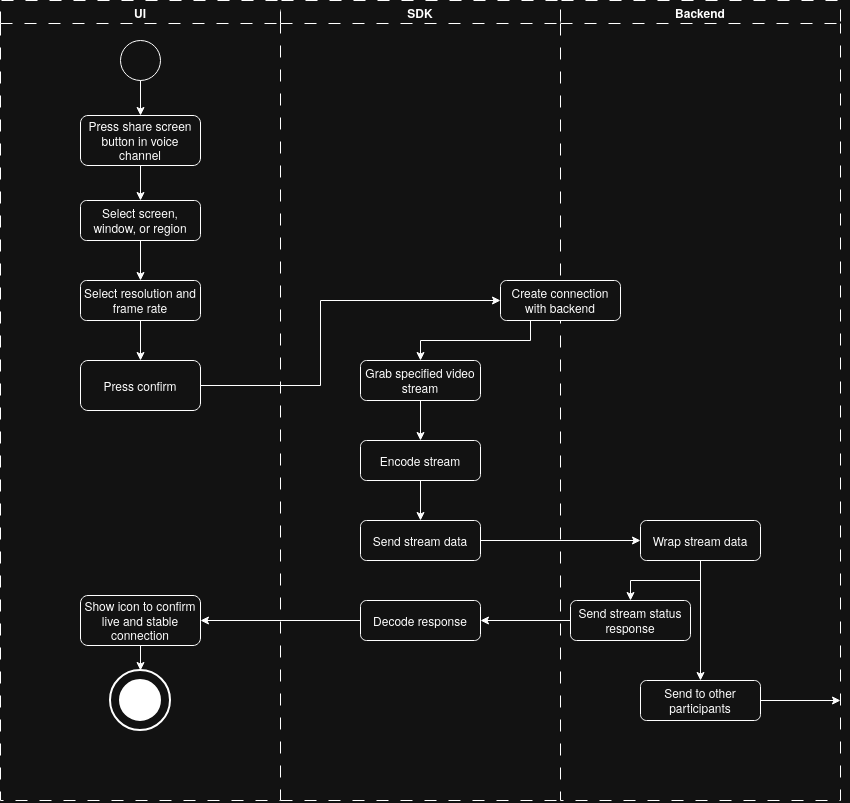 UI
SDK
Backend
Press share screen
button in voice
channel
Select screen,
window, or region
Select resolution and
frame rate
Create connection
with backend
Press confirm
Grab specified video
stream
Encode stream
Send stream data
Wrap stream data
Show icon to confirm
live and stable
connection
Decode response
Send stream status
response
Send to other
participants